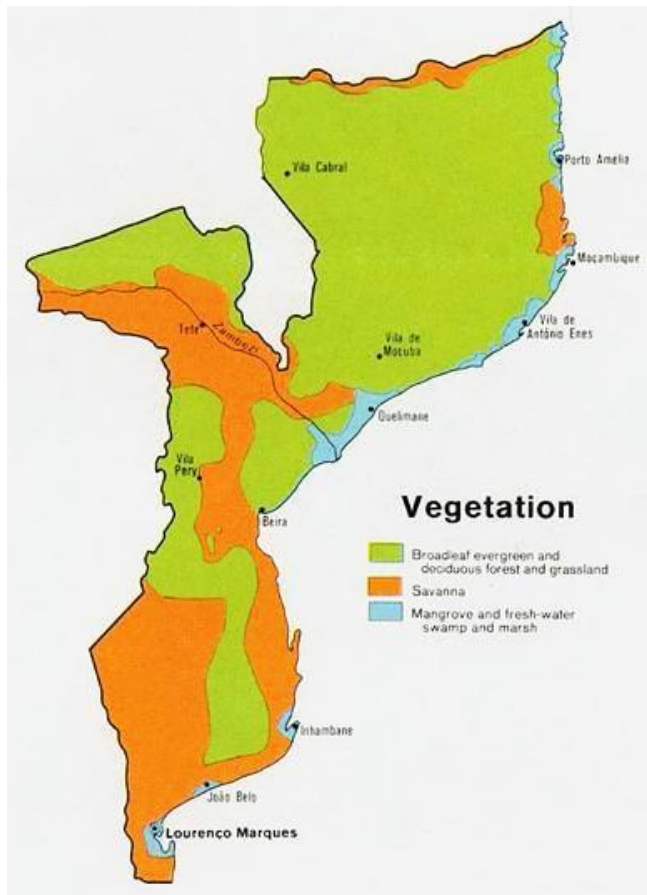 Vila Cabral
Porto Amelia
Moçambique
Tete
Zambezi
Vila de
António Enes
Vila de
Mocuba
Quelimane
Vila
Pery
Beira
Vegetation
Broadleaf evergreen and
deciduous forest and grassland
Savanna
Mangrove and fresh-water
swamp and marsh
Inhambane
João Belo
Lourenço Marques